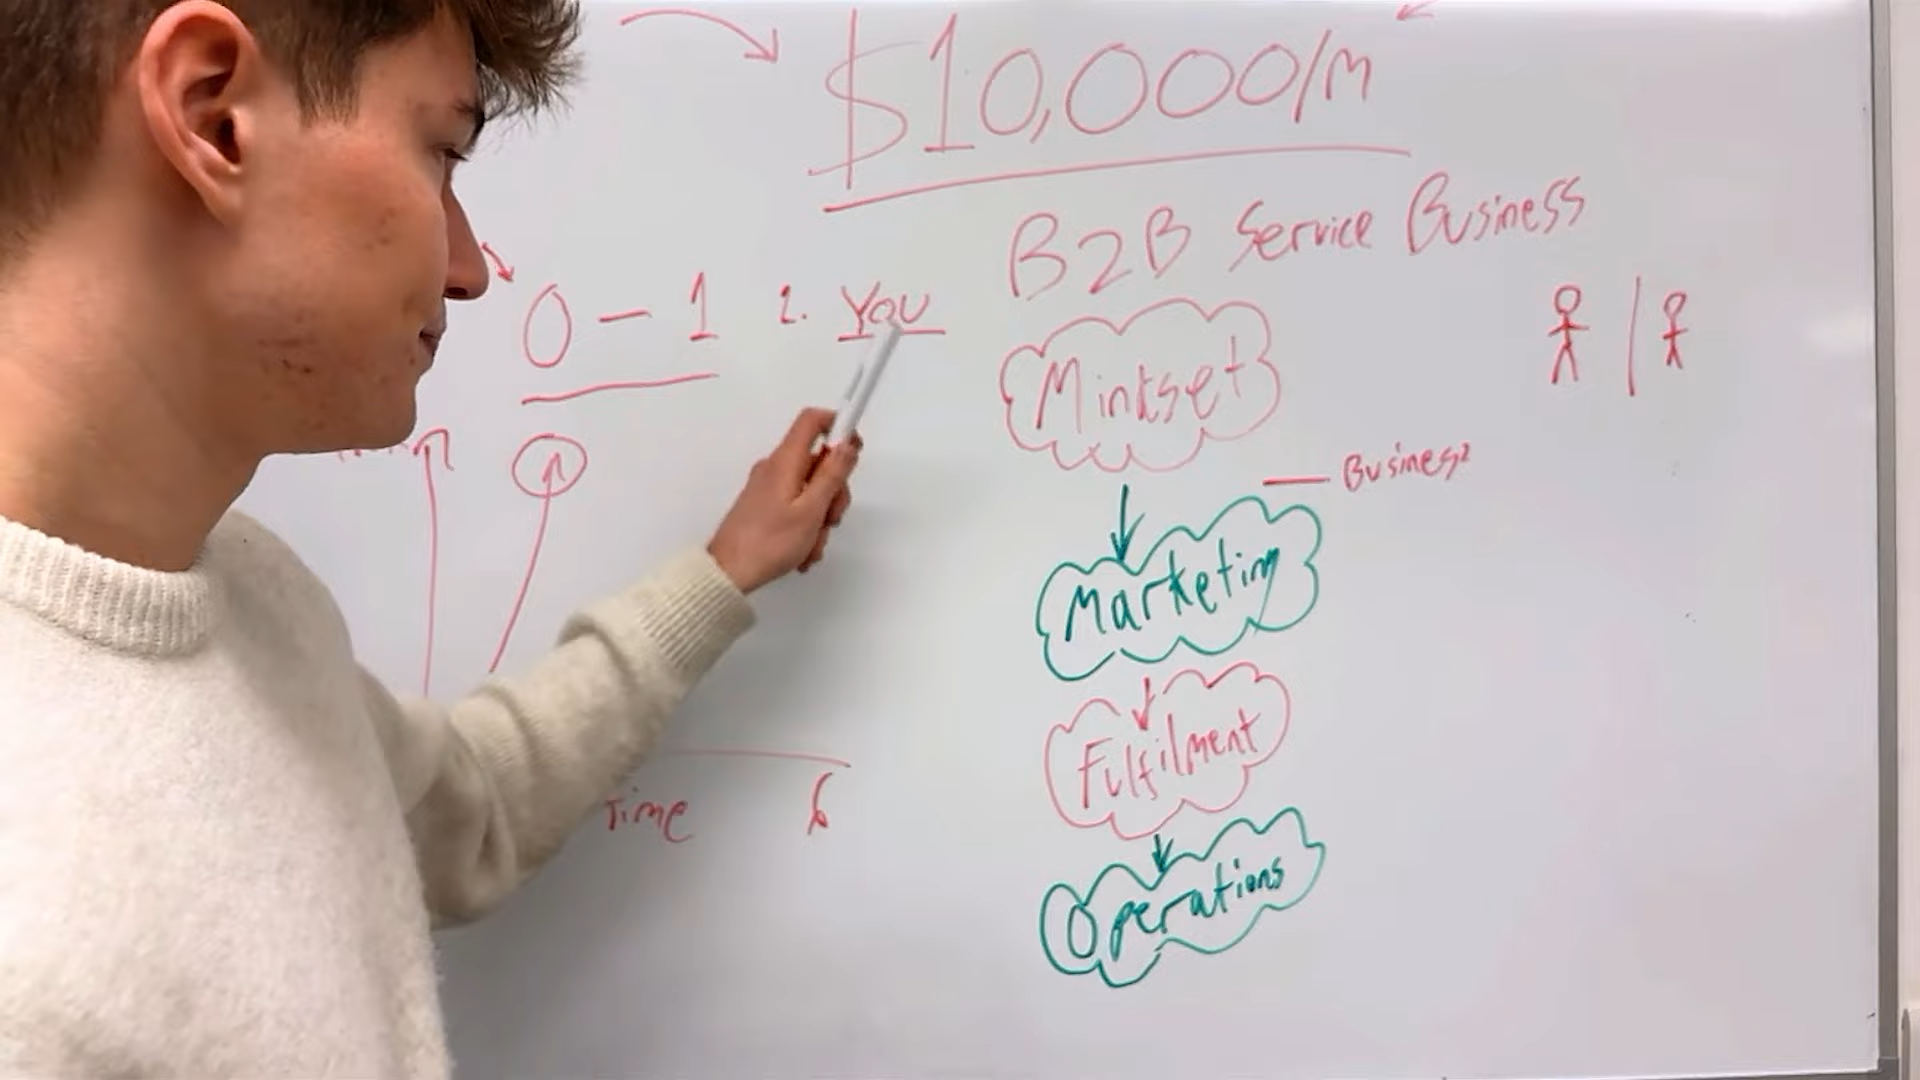 $10,000/m
B2B Service Business
0 - 1
1. You
Mindset
Business
Marketing
Fulfilment
Operations
Time
6